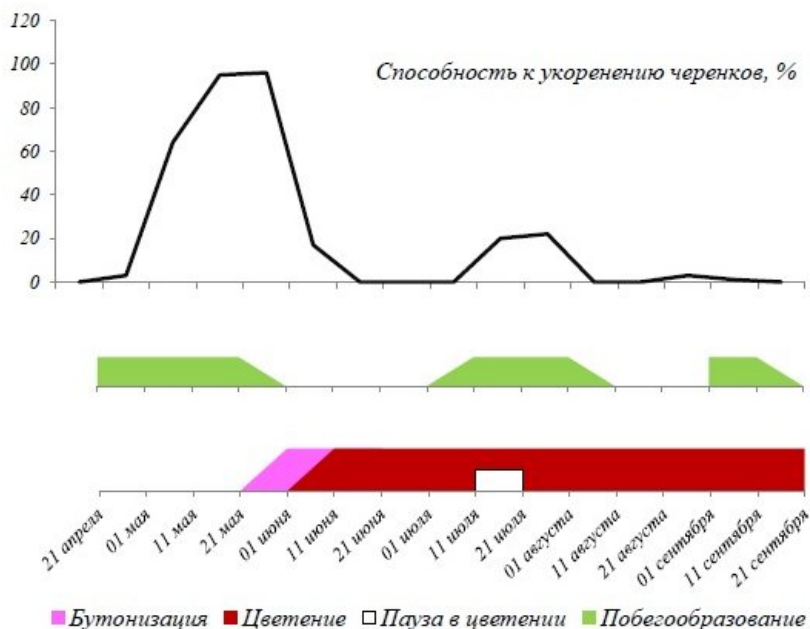 Способность к укоренению черенков, %
120
100
80
60
40
20
0
21 апреля
01 мая
11 мая
21 мая
01 июня
11 июня
21 июня
01 июля
11 июля
21 июля
01 августа
11 августа
21 августа
01 сентября
11 сентября
21 сентября
Бутонизация Цветение Пауза в цветении Побегообразование